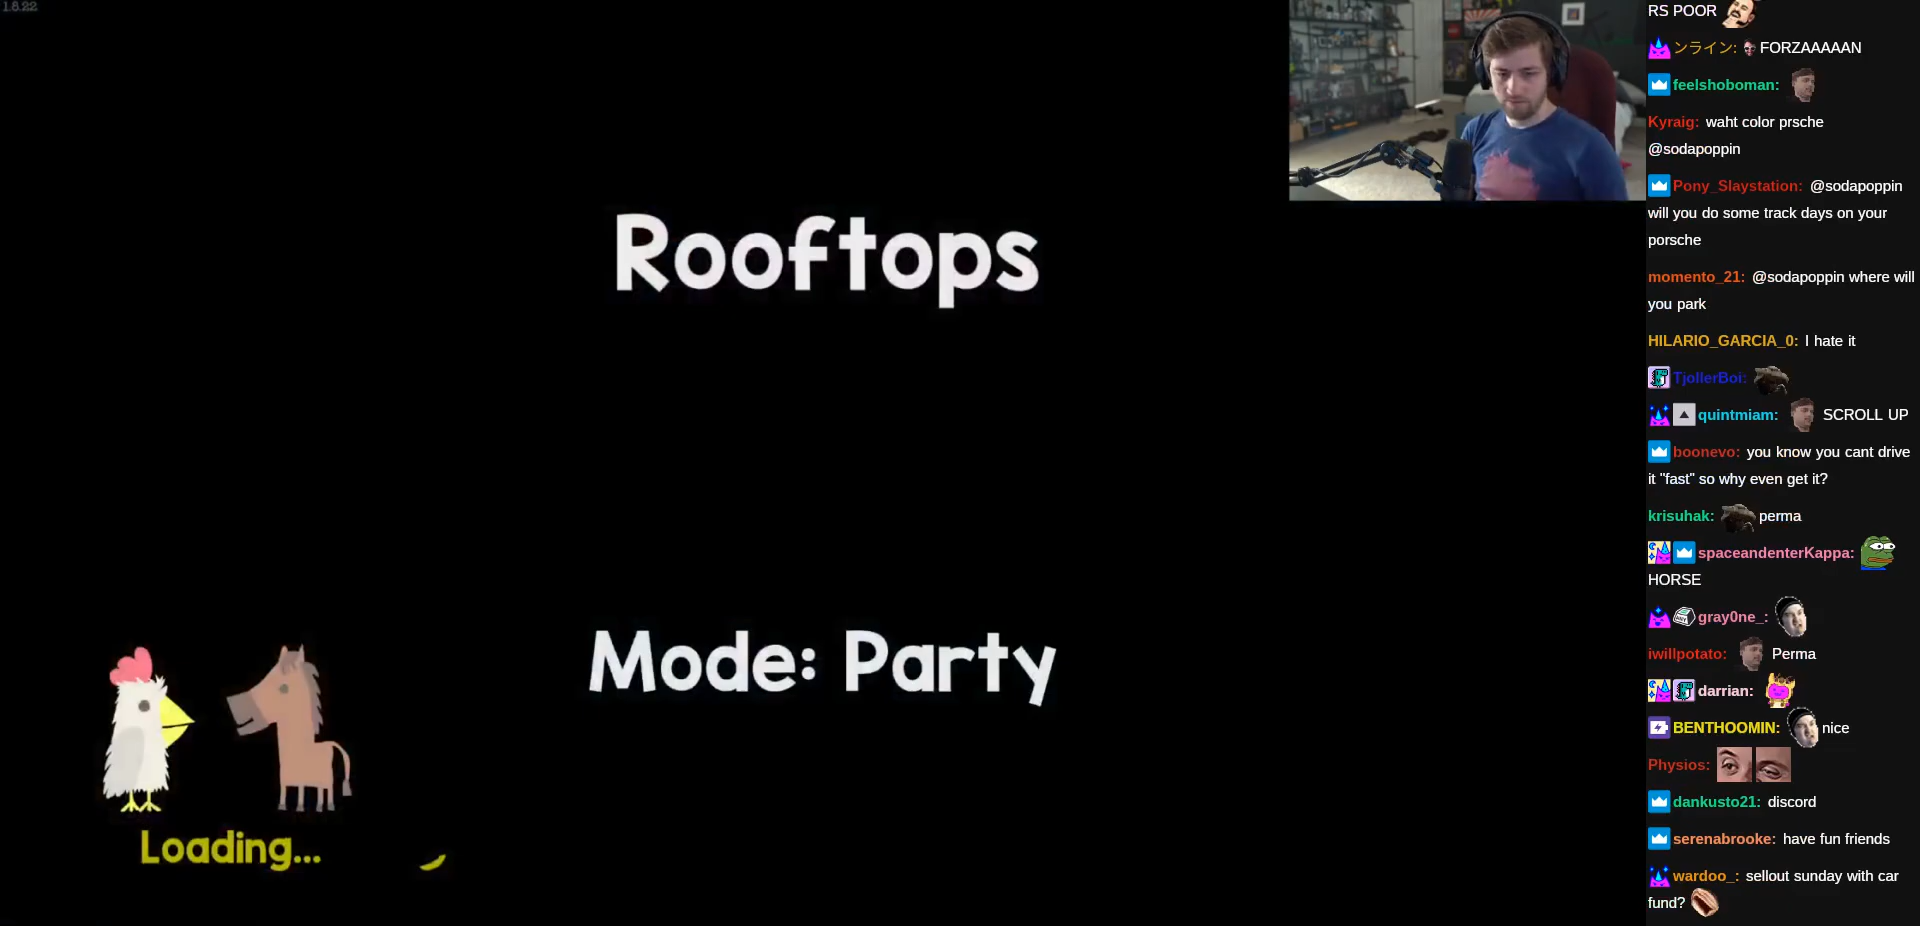 1.8.22
Rooftops
Mode: Party
Loading...
RS POOR
ンライン: FORZAAAAAN
feelshoboman:
Kyraig: waht color prsche
@sodapoppin
Pony_Slaystation: @sodapoppin
will you do some track days on your
porsche
momento_21: @sodapoppin where will
you park
HILARIO_GARCIA_0: I hate it
TjollerBoi:
quintmiam: SCROLL UP
boonevo: you know you cant drive
it "fast" so why even get it?
krisuhak: perma
spaceandenterKappa:
HORSE
gray0ne_:
iwillpotato: Perma
darrian:
BENTHOOMIN: nice
Physios:
dankusto21: discord
serenabrooke: have fun friends
wardoo_: sellout sunday with car
fund?